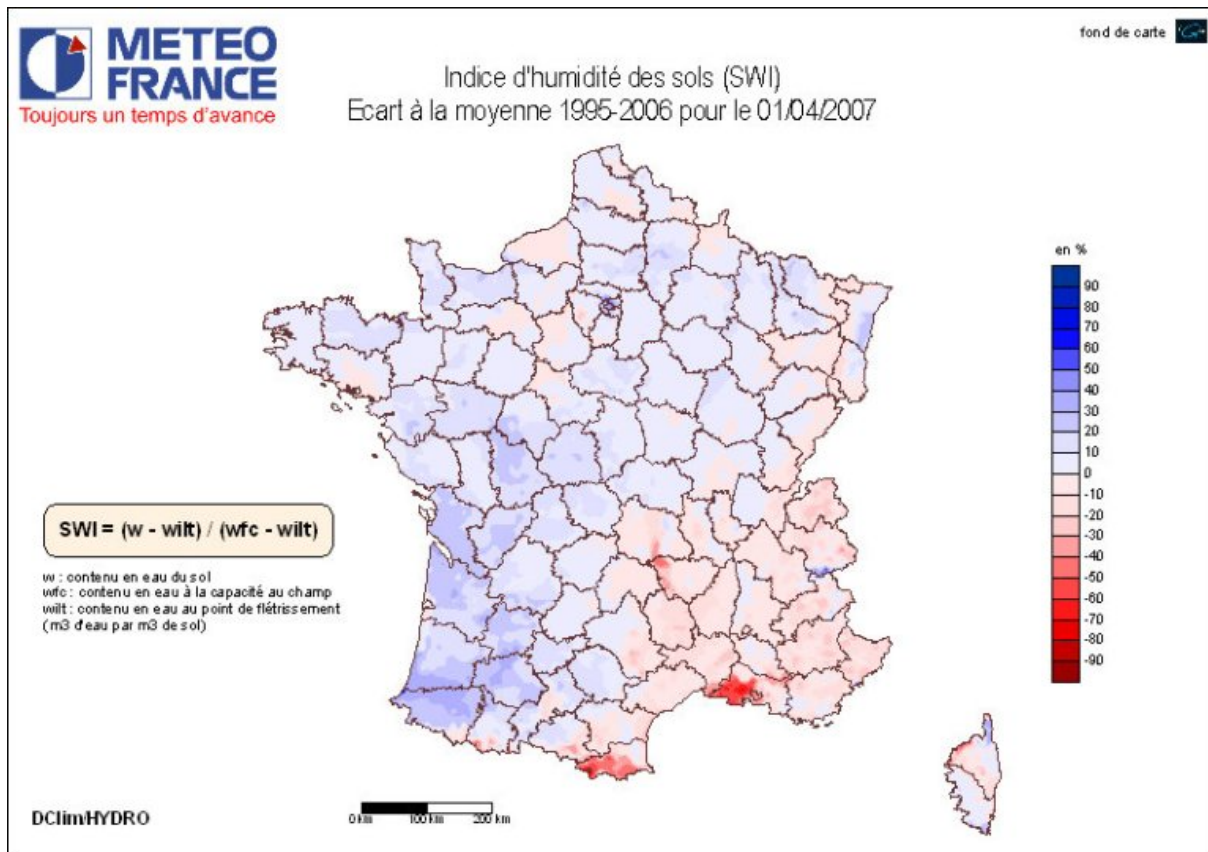 METEO
FRANCE
Toujours un temps d'avance
fond de carte
Indice d'humidité des sols (SWI)
Ecart à la moyenne 1995-2006 pour le 01/04/2007
en %
90
80
70
60
50
40
30
20
10
0
-10
-20
-30
-40
-50
-60
-70
-80
-90
SWI = (w - wilt) / (wfc - wilt)
w : contenu en eau du sol
wfc : contenu en eau à la capacité au champ
wilt : contenu en eau au point de flétrissement
(m3 d'eau par m3 de sol)
DClim/HYDRO
0 km 100 km 200 km